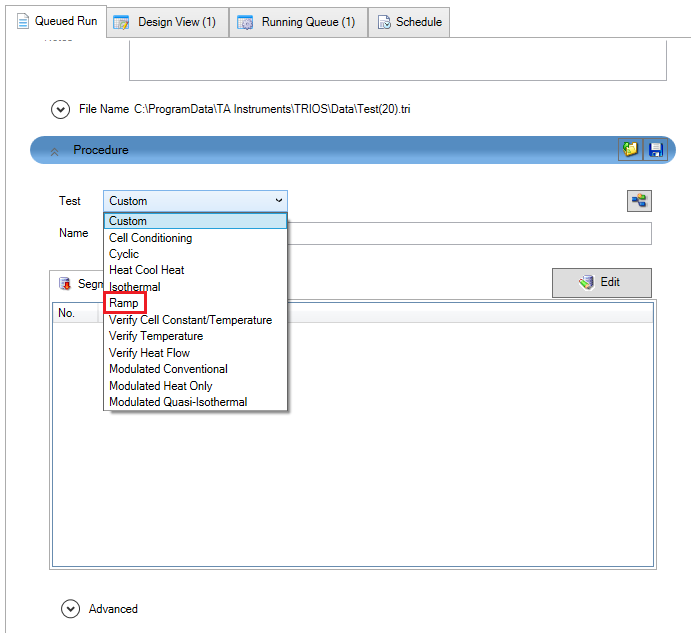 Queued Run
Design View (1)
Running Queue (1)
Schedule
Notes
File Name C:\ProgramData\TA Instruments\TRIOS\Data\Test(20).tri
Procedure
Test
Custom
Custom
Name
Cell Conditioning
Cyclic
Heat Cool Heat
Isothermal
Segm
Edit
Ramp
No.
Verify Cell Constant/Temperature
Verify Temperature
Verify Heat Flow
Modulated Conventional
Modulated Heat Only
Modulated Quasi-Isothermal
Advanced